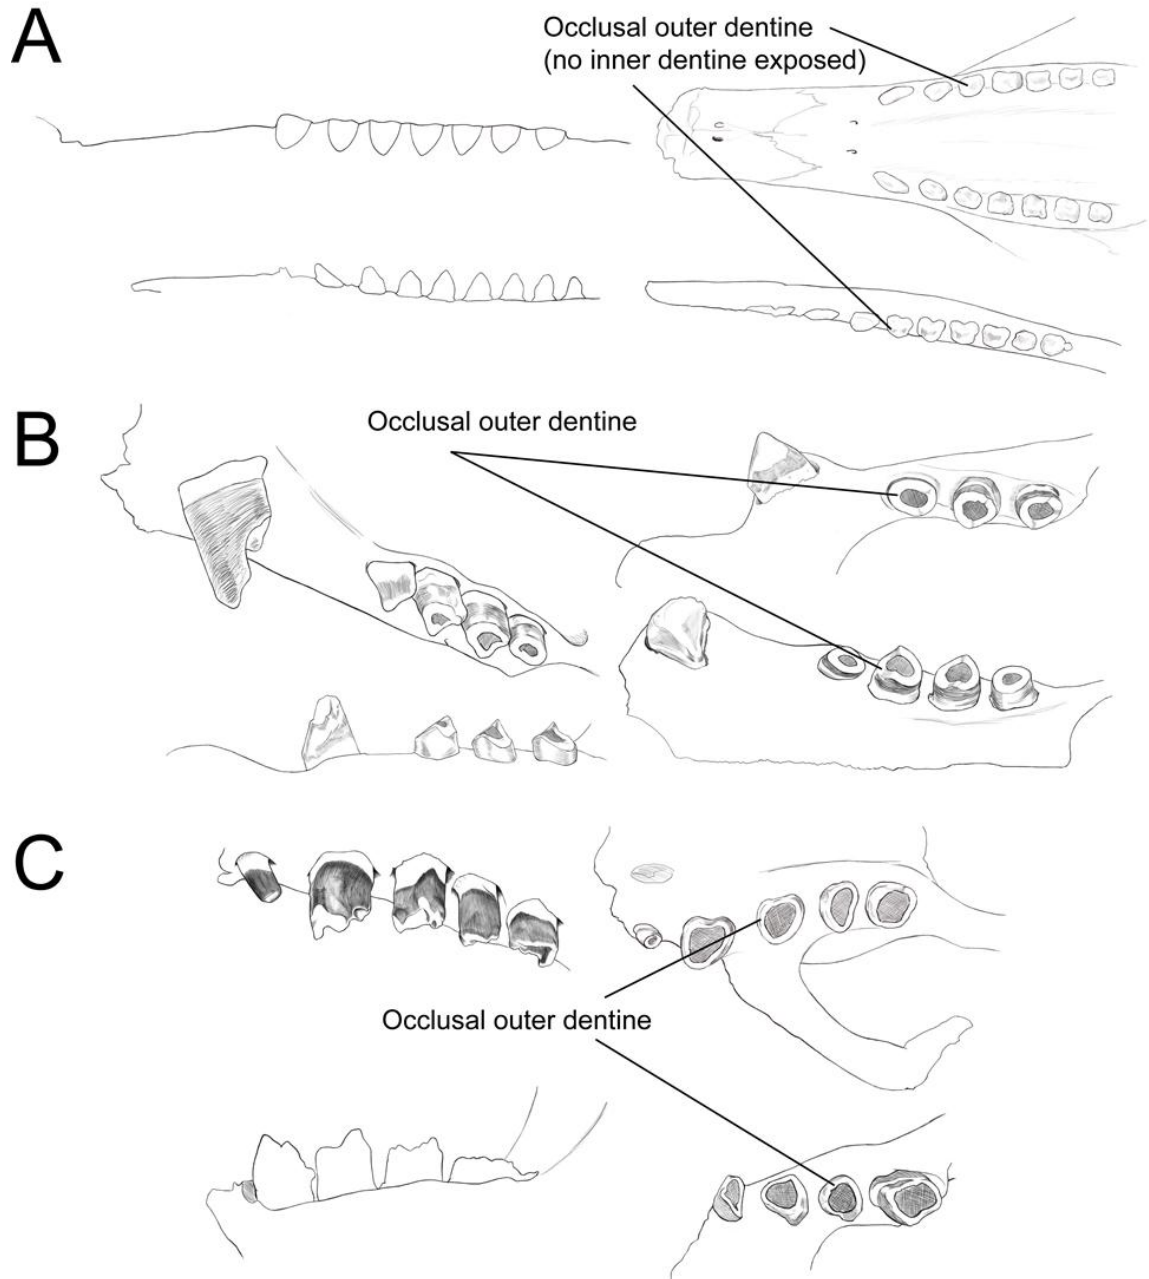 A
Occlusal outer dentine
(no inner dentine exposed)
B
Occlusal outer dentine
C
Occlusal outer dentine